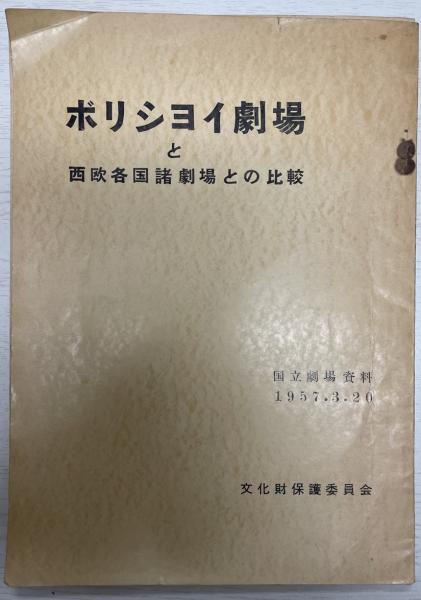 ボリシヨイ劇場
と
西欧各国諸劇場との比較
国立劇場資料
1957.3.20
文化財保護委員会